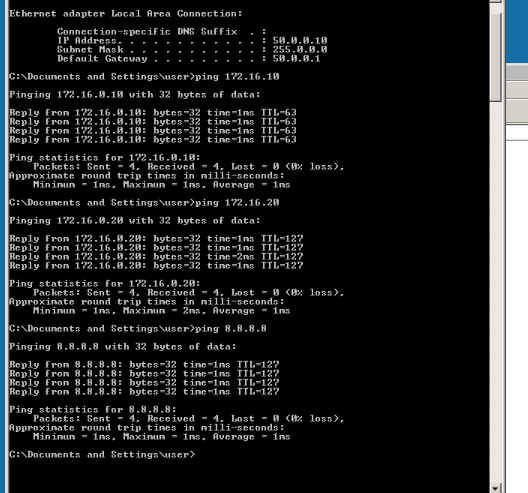 Ethernet adapter Local Area Connection:
Connection-specific DNS Suffix . :
IP Address. . . . . . . . . . . . : 50.0.0.10
Subnet Mask . . . . . . . . . . . : 255.0.0.0
Default Gateway . . . . . . . . . : 50.0.0.1
C:\Documents and Settings\user>ping 172.16.10
Pinging 172.16.0.10 with 32 bytes of data:
Reply from 172.16.0.10: bytes=32 time=1ms TTL=63
Reply from 172.16.0.10: bytes=32 time=1ms TTL=63
Reply from 172.16.0.10: bytes=32 time=1ms TTL=63
Reply from 172.16.0.10: bytes=32 time=1ms TTL=63
Ping statistics for 172.16.0.10:
Packets: Sent = 4, Received = 4, Lost = 0 (0% loss),
Approximate round trip times in milli-seconds:
Minimum = 1ms, Maximum = 1ms, Average = 1ms
C:\Documents and Settings\user>ping 172.16.20
Pinging 172.16.0.20 with 32 bytes of data:
Reply from 172.16.0.20: bytes=32 time=1ms TTL=127
Reply from 172.16.0.20: bytes=32 time=1ms TTL=127
Reply from 172.16.0.20: bytes=32 time=2ms TTL=127
Reply from 172.16.0.20: bytes=32 time=1ms TTL=127
Ping statistics for 172.16.0.20:
Packets: Sent = 4, Received = 4, Lost = 0 (0% loss),
Approximate round trip times in milli-seconds:
Minimum = 1ms, Maximum = 2ms, Average = 1ms
C:\Documents and Settings\user>ping 8.8.8.8
Pinging 8.8.8.8 with 32 bytes of data:
Reply from 8.8.8.8: bytes=32 time=1ms TTL=127
Reply from 8.8.8.8: bytes=32 time=1ms TTL=127
Reply from 8.8.8.8: bytes=32 time=1ms TTL=127
Reply from 8.8.8.8: bytes=32 time=1ms TTL=127
Ping statistics for 8.8.8.8:
Packets: Sent = 4, Received = 4, Lost = 0 (0% loss),
Approximate round trip times in milli-seconds:
Minimum = 1ms, Maximum = 1ms, Average = 1ms
C:\Documents and Settings\user>